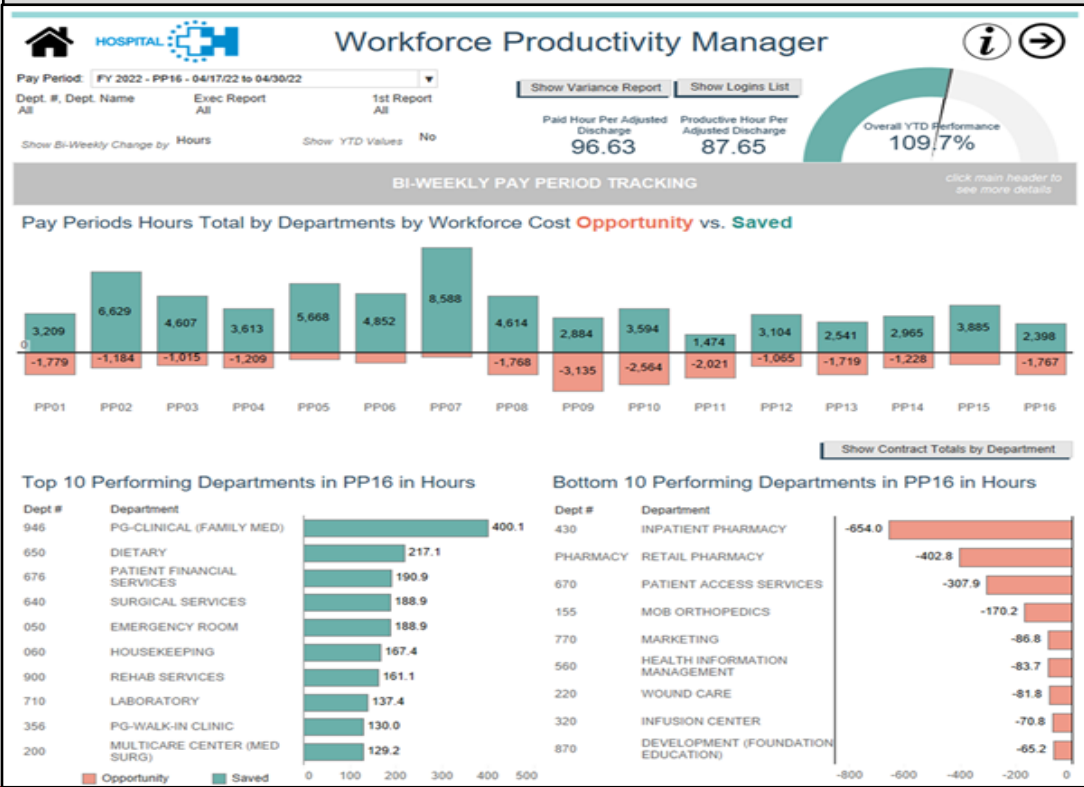 HOSPITAL
Workforce Productivity Manager
Pay Period: FY 2022 - PP16 - 04/17/22 to 04/30/22
Dept. #, Dept. Name Exec Report 1st Report
All All All
Show Bi-Weekly Change by Hours Show YTD Values No
Show Variance Report Show Logins List
Paid Hour Per Adjusted Discharge
96.63
Productive Hour Per Adjusted Discharge
87.65
Overall YTD Performance
109.7%
BI-WEEKLY PAY PERIOD TRACKING
click main header to
see more details
Pay Periods Hours Total by Departments by Workforce Cost Opportunity vs. Saved
3,209 6,629 4,607 3,613 5,668 4,852 8,588 4,614 2,884 3,594 1,474 3,104 2,541 2,965 3,885 2,398
0
-1,779 -1,184 -1,015 -1,209 -1,768 -3,135 -2,564 -2,021 -1,065 -1,719 -1,228 -1,767
PP01 PP02 PP03 PP04 PP05 PP06 PP07 PP08 PP09 PP10 PP11 PP12 PP13 PP14 PP15 PP16
Show Contract Totals by Department
Top 10 Performing Departments in PP16 in Hours
Dept # Department
946 PG-CLINICAL (FAMILY MED) 400.1
650 DIETARY 217.1
676 PATIENT FINANCIAL
SERVICES 190.9
640 SURGICAL SERVICES 188.9
050 EMERGENCY ROOM 188.9
060 HOUSEKEEPING 167.4
900 REHAB SERVICES 161.1
710 LABORATORY 137.4
356 PG-WALK-IN CLINIC 130.0
200 MULTICARE CENTER (MED
SURG) 129.2
Opportunity Saved
0 100 200 300 400 500
Bottom 10 Performing Departments in PP16 in Hours
Dept # Department
430 INPATIENT PHARMACY -654.0
PHARMACY RETAIL PHARMACY -402.8
670 PATIENT ACCESS SERVICES -307.9
155 MOB ORTHOPEDICS -170.2
770 MARKETING -86.8
560 HEALTH INFORMATION
MANAGEMENT -83.7
220 WOUND CARE -81.8
320 INFUSION CENTER -70.8
870 DEVELOPMENT (FOUNDATION
EDUCATION) -65.2
-800 -600 -400 -200 0